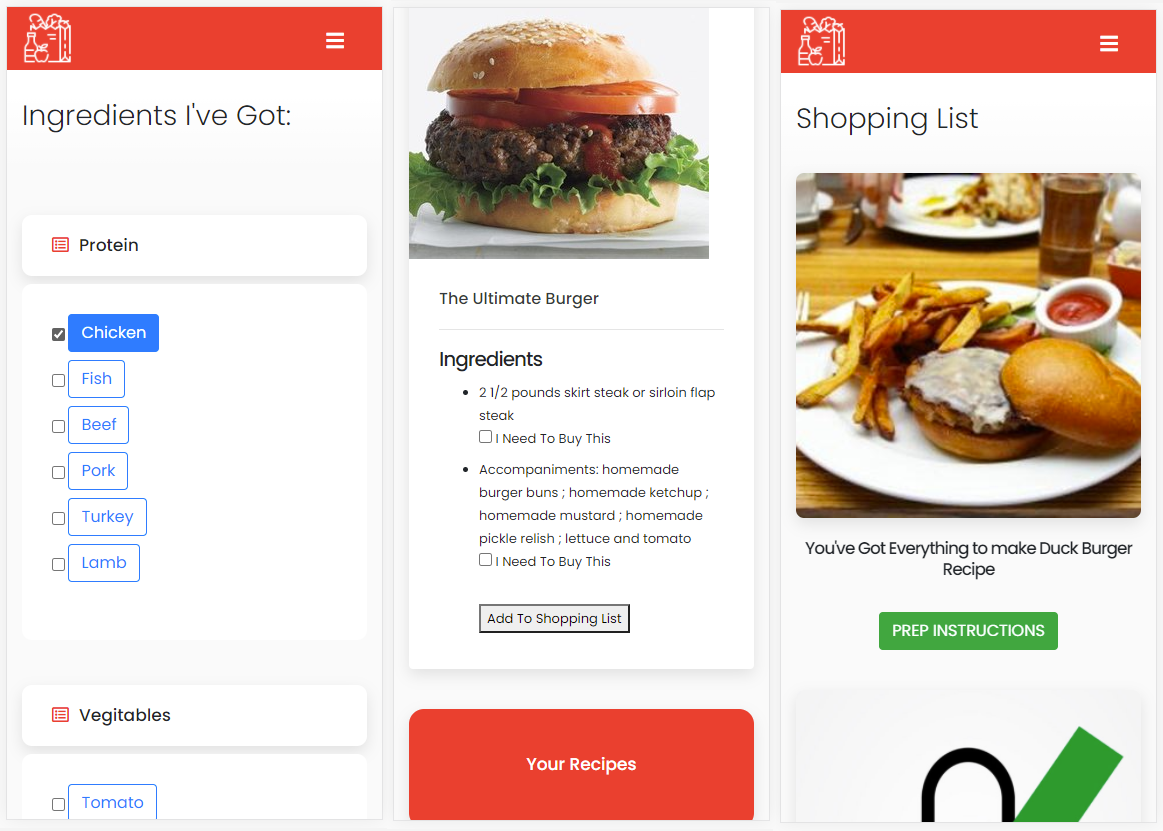 Ingredients I've Got:
Protein
Chicken
Fish
Beef
Pork
Turkey
Lamb
Vegitables
Tomato
The Ultimate Burger
Ingredients
2 1/2 pounds skirt steak or sirloin flap
steak
I Need To Buy This
Accompaniments: homemade
burger buns ; homemade ketchup ;
homemade mustard ; homemade
pickle relish ; lettuce and tomato
I Need To Buy This
Add To Shopping List
Your Recipes
Shopping List
You've Got Everything to make Duck Burger
Recipe
PREP INSTRUCTIONS